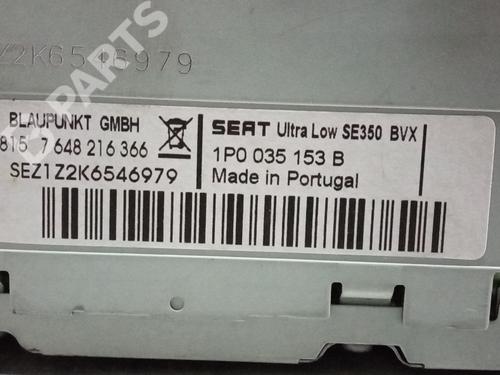 Z2K6546979
PARTS
BLAUPUNKT GMBH
815 7 648 216 366
SEZ1Z2K6546979
SEAT Ultra Low SE350 BVX
1P0 035 153 B
Made in Portugal